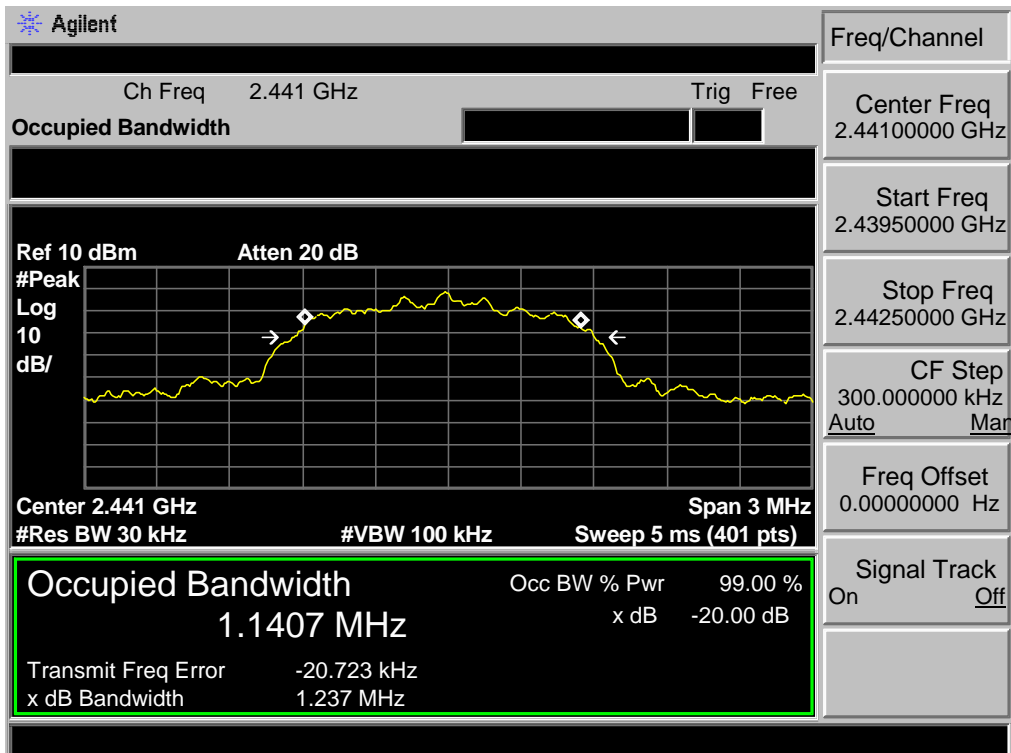 Agilent
Freq/Channel
Ch Freq 2.441 GHz Trig Free
Occupied Bandwidth
Center Freq
2.44100000 GHz
Start Freq
2.43950000 GHz
Stop Freq
2.44250000 GHz
CF Step
300.000000 kHz
Auto Man
Freq Offset
0.00000000 Hz
Signal Track
On Off
Ref 10 dBm Atten 20 dB
#Peak
Log
10
dB/
Center 2.441 GHz Span 3 MHz
#Res BW 30 kHz #VBW 100 kHz Sweep 5 ms (401 pts)
Occupied Bandwidth
1.1407 MHz
Occ BW % Pwr 99.00 %
x dB -20.00 dB
Transmit Freq Error -20.723 kHz
x dB Bandwidth 1.237 MHz